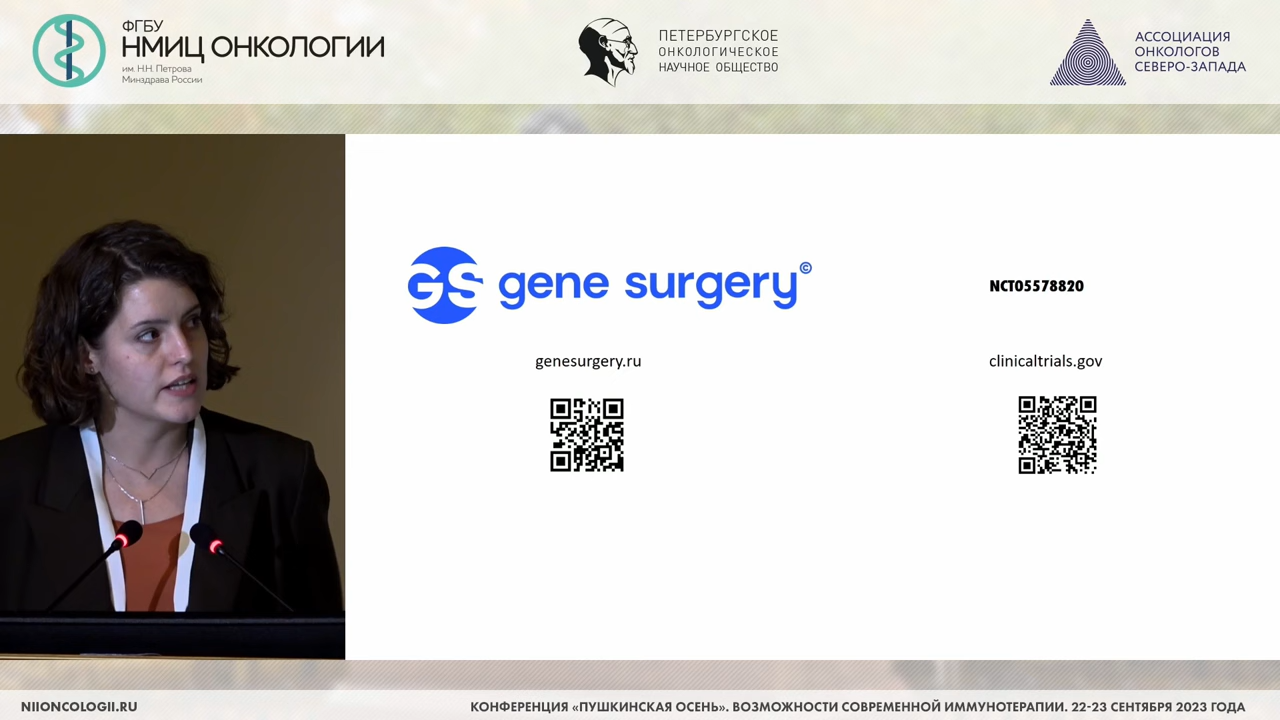 ФГБУ
НМИЦ ОНКОЛОГИИ
им. Н.Н. Петрова
Минздрава России
ПЕТЕРБУРГСКОЕ
ОНКОЛОГИЧЕСКОЕ
НАУЧНОЕ ОБЩЕСТВО
АССОЦИАЦИЯ
ОНКОЛОГОВ
СЕВЕРО-ЗАПАДА
GS gene surgery©
NCT05578820
genesurgery.ru
clinicaltrials.gov
NIIONCOLOGII.RU
КОНФЕРЕНЦИЯ «ПУШКИНСКАЯ ОСЕНЬ». ВОЗМОЖНОСТИ СОВРЕМЕННОЙ ИММУНОТЕРАПИИ. 22-23 СЕНТЯБРЯ 2023 ГОДА